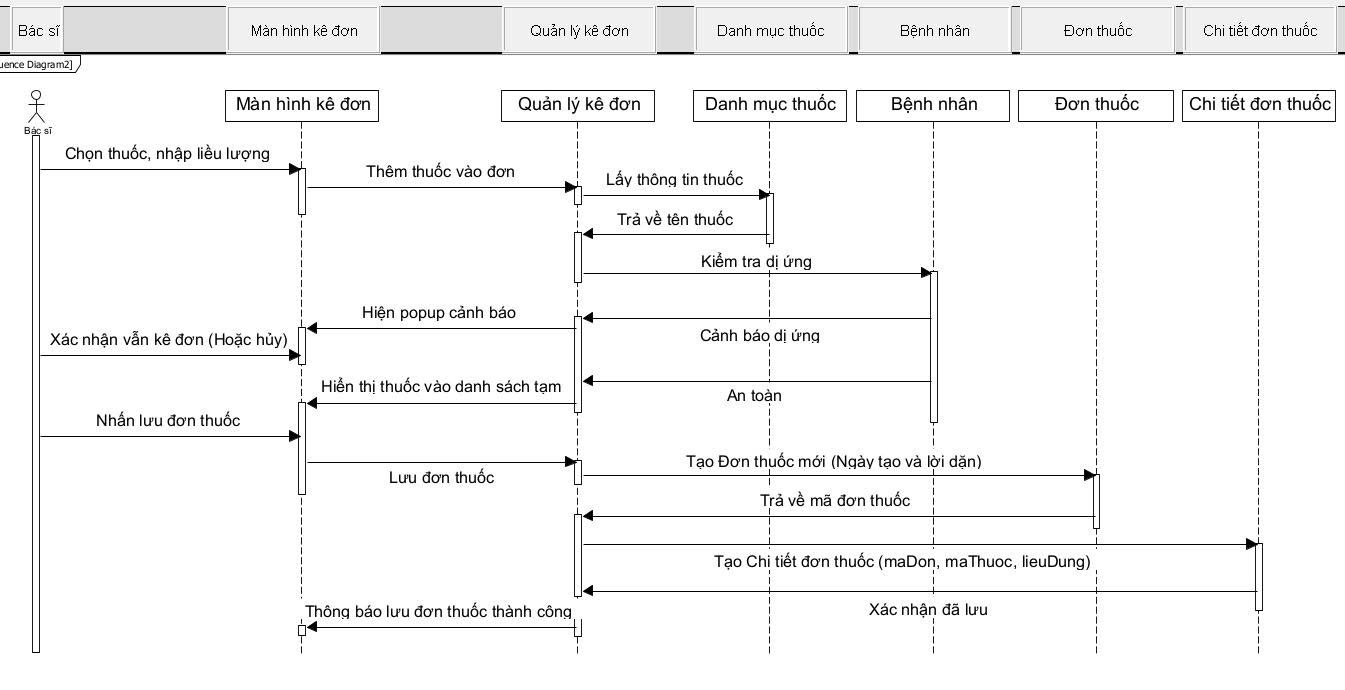 Bác sĩ
Màn hình kê đơn
Quản lý kê đơn
Danh mục thuốc
Bệnh nhân
Đơn thuốc
Chi tiết đơn thuốc
uence Diagram2]
Bác sĩ
Màn hình kê đơn
Quản lý kê đơn
Danh mục thuốc
Bệnh nhân
Đơn thuốc
Chi tiết đơn thuốc
Chọn thuốc, nhập liều lượng
Thêm thuốc vào đơn
Lấy thông tin thuốc
Trả về tên thuốc
Kiểm tra dị ứng
Hiện popup cảnh báo
Cảnh báo dị ứng
Xác nhận vẫn kê đơn (Hoặc hủy)
Hiển thị thuốc vào danh sách tạm
An toàn
Nhấn lưu đơn thuốc
Tạo Đơn thuốc mới (Ngày tạo và lời dặn)
Lưu đơn thuốc
Trả về mã đơn thuốc
Tạo Chi tiết đơn thuốc (maDon, maThuoc, lieuDung)
Xác nhận đã lưu
Thông báo lưu đơn thuốc thành công